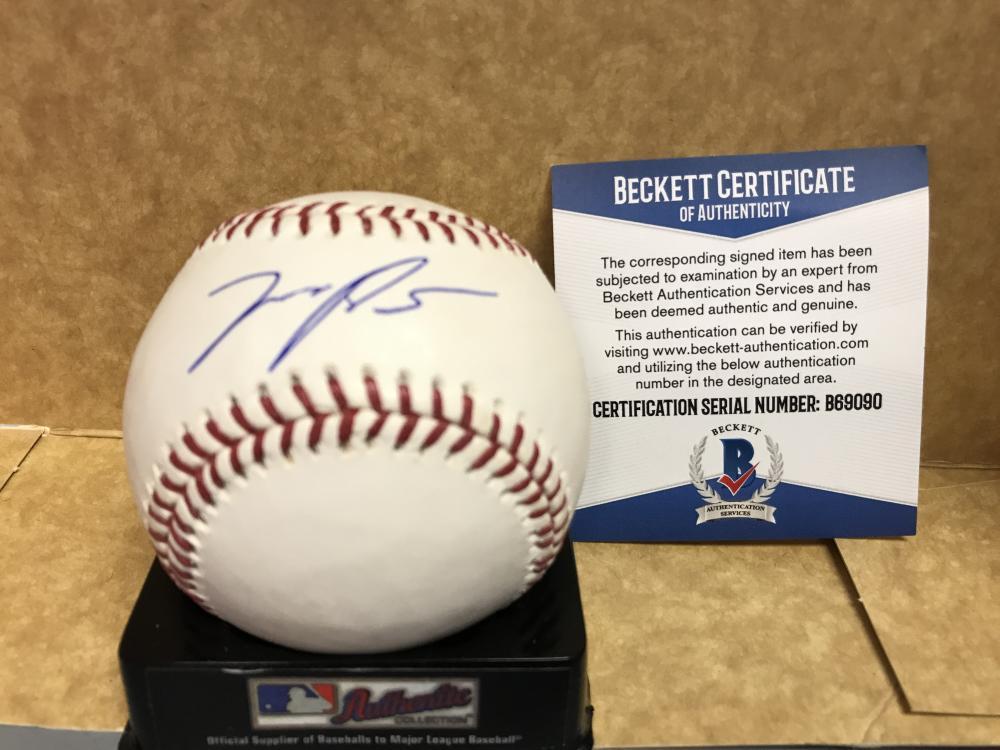 BECKETT CERTIFICATE
OF AUTHENTICITY
The corresponding signed item has been
subjected to examination by an expert from
Beckett Authentication Services and has
been deemed authentic and genuine.
This authentication can be verified by
visiting www.beckett-authentication.com
and utilizing the below authentication
number in the designated area.
CERTIFICATION SERIAL NUMBER: B69090
BECKETT
B
AUTHENTICATION
SERVICES
Authentic
COLLECTION™
Official Supplier of Baseballs to Major League Baseball®